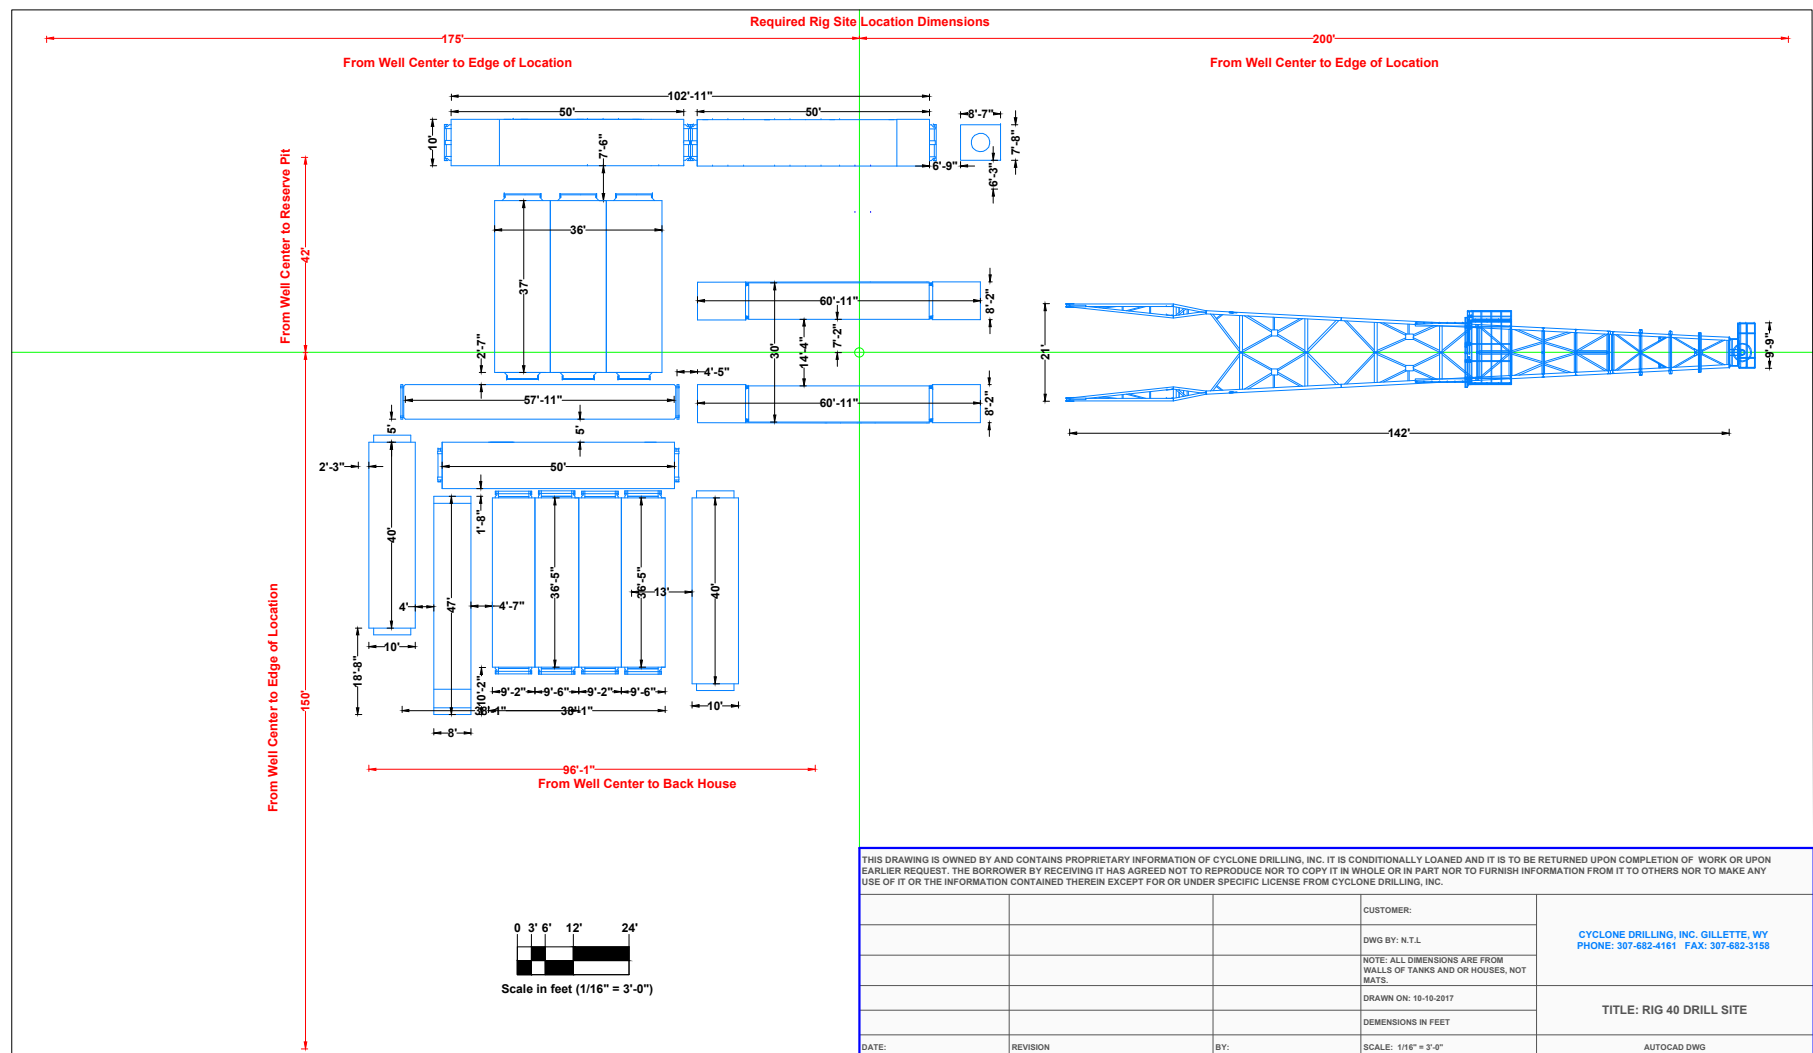 Required Rig Site Location Dimensions
175'
200'
From Well Center to Edge of Location
From Well Center to Edge of Location
102'-11"
50'
50'
8'-7"
10'
7'-6"
7'-8"
6'-9"
6'-3"
From Well Center to Reserve Pit
42'
36'
37'
60'-11"
8'-2"
7'-2"
30'
14'-4"
21'
9'-9"
2'-7"
4'-5"
57'-11"
60'-11"
8'-2"
142'
5'
5'
2'-3"
50'
40'
1'-8"
36'-5"
36'-5"
13'
40'
4'
47'
4'-7"
From Well Center to Edge of Location
150'
10'
18'-8"
10'-2"
9'-2"
9'-6"
9'-2"
9'-6"
10'
38'-1"
38'-1"
8'
96'-1"
From Well Center to Back House
THIS DRAWING IS OWNED BY AND CONTAINS PROPRIETARY INFORMATION OF CYCLONE DRILLING, INC. IT IS CONDITIONALLY LOANED AND IT IS TO BE RETURNED UPON COMPLETION OF WORK OR UPON
EARLIER REQUEST. THE BORROWER BY RECEIVING IT HAS AGREED NOT TO REPRODUCE NOR TO COPY IT IN WHOLE OR IN PART NOR TO FURNISH INFORMATION FROM IT TO OTHERS NOR TO MAKE ANY
USE OF IT OR THE INFORMATION CONTAINED THEREIN EXCEPT FOR OR UNDER SPECIFIC LICENSE FROM CYCLONE DRILLING, INC.
CUSTOMER:
DWG BY: N.T.L
CYCLONE DRILLING, INC. GILLETTE, WY
PHONE: 307-682-4161 FAX: 307-682-3158
NOTE: ALL DIMENSIONS ARE FROM
WALLS OF TANKS AND OR HOUSES, NOT
MATS.
DRAWN ON: 10-10-2017
TITLE: RIG 40 DRILL SITE
DEMENSIONS IN FEET
DATE:
REVISION
BY:
SCALE: 1/16" = 3'-0"
AUTOCAD DWG
0 3' 6' 12' 24'
Scale in feet (1/16" = 3'-0")